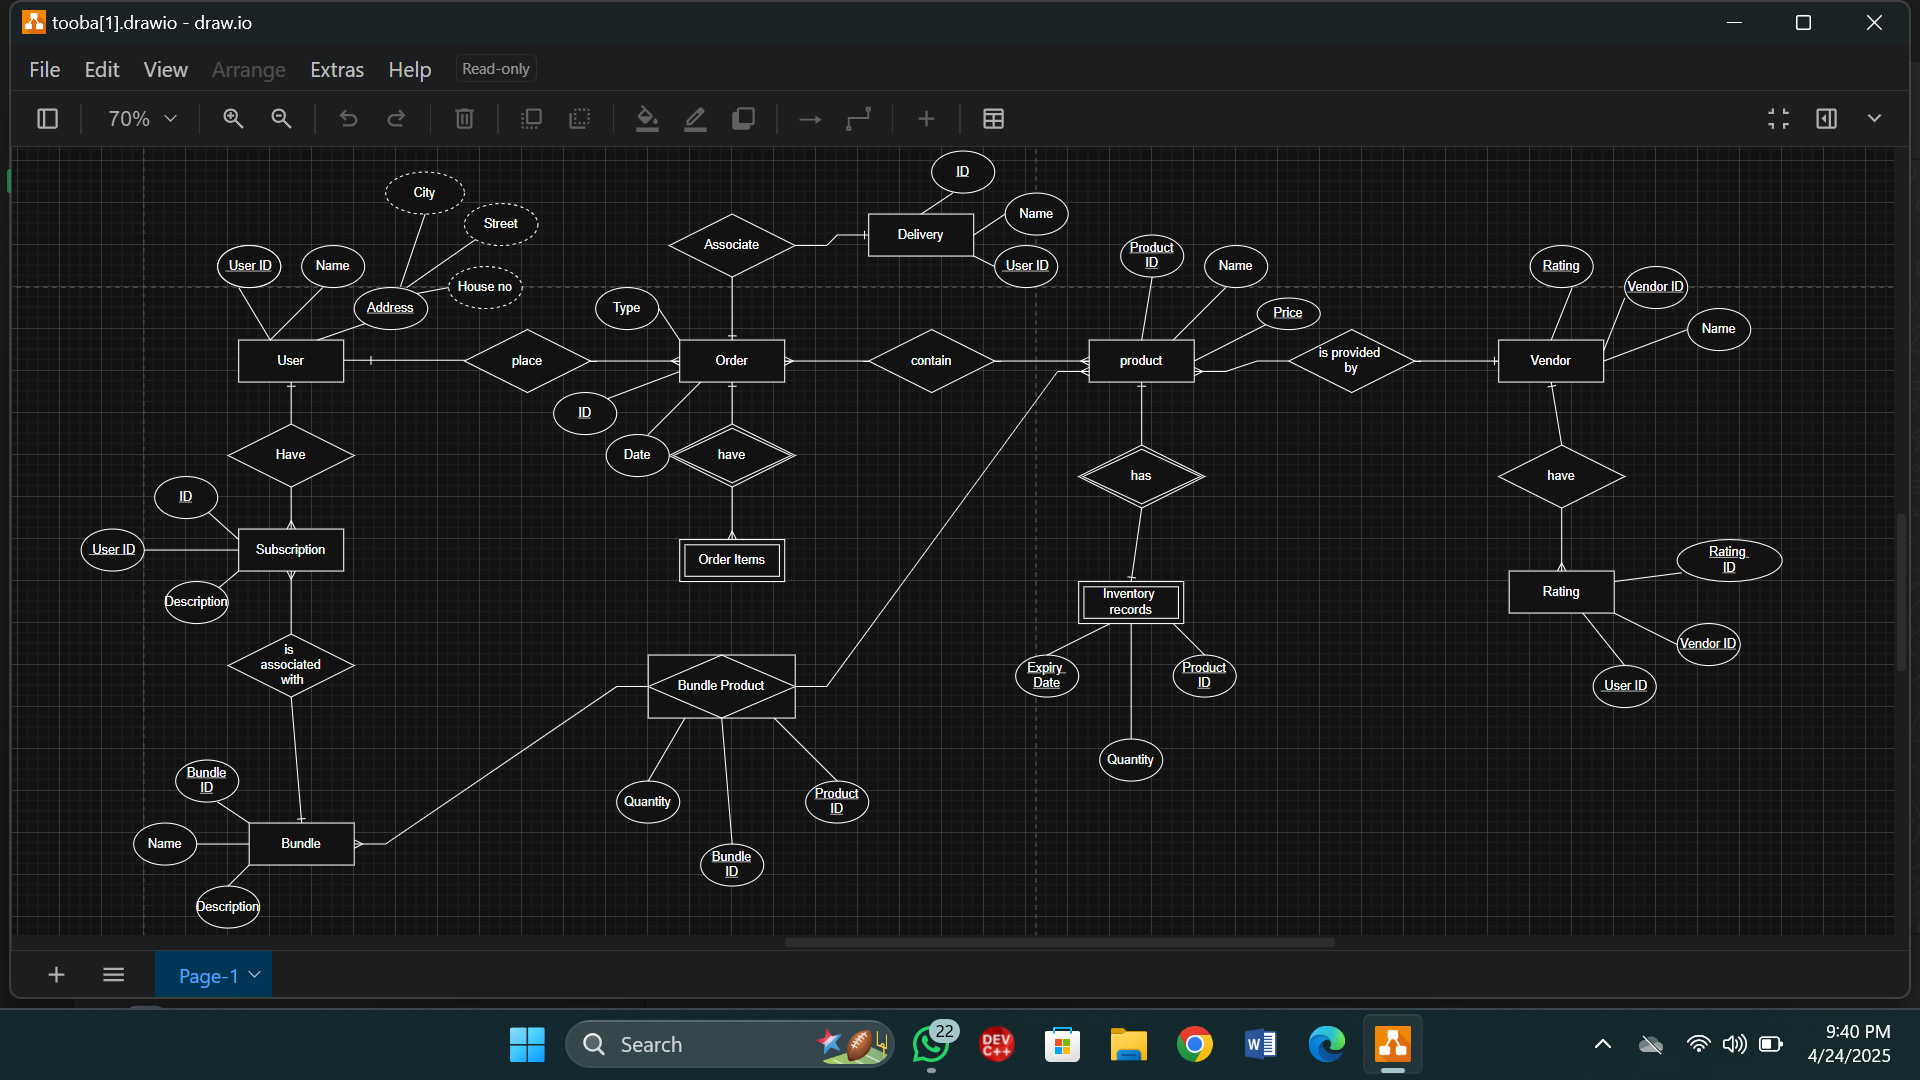 tooba[1].drawio - draw.io
File Edit View Arrange Extras Help Read-only
70%
ID
City
Street
Name
Associate
Delivery
Product
ID
User ID
Name
House no
User ID
Name
Rating
Vendor ID
Address
Type
Price
Name
User
place
Order
contain
product
is provided
by
Vendor
ID
Have
Date
have
has
have
ID
User ID
Subscription
Order Items
Rating
ID
Description
Inventory
records
Rating
is
associated
with
Bundle Product
Expiry
Date
Product
ID
Vendor ID
User ID
Bundle
ID
Quantity
Product
ID
Quantity
Name
Bundle
Bundle
ID
Description
Page-1
Search
22
DEV
C++
W
9:40 PM
4/24/2025